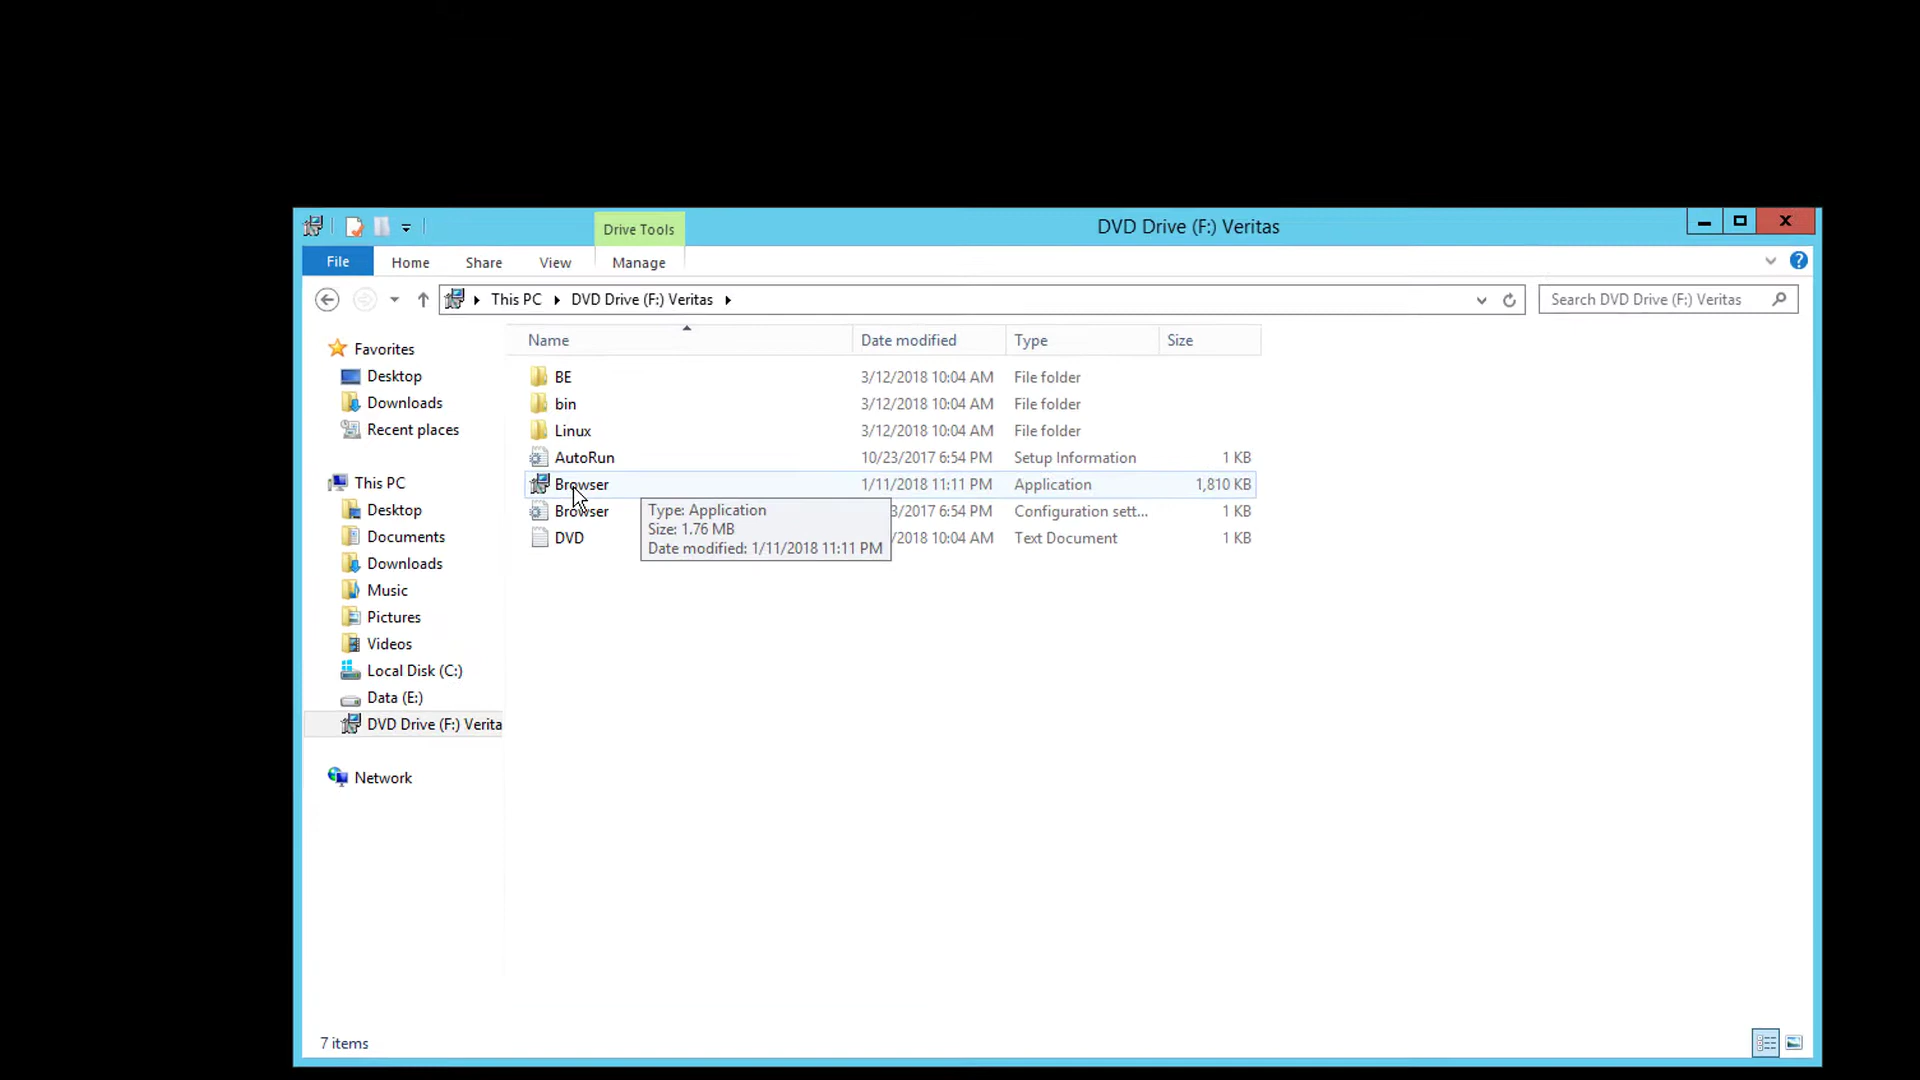 Drive Tools
DVD Drive (F:) Veritas
File Home Share View Manage
This PC DVD Drive (F:) Veritas
Search DVD Drive (F:) Veritas
Name Date modified Type Size
Favorites
Desktop
Downloads
Recent places
This PC
Desktop
Documents
Downloads
Music
Pictures
Videos
Local Disk (C:)
Data (E:)
DVD Drive (F:) Verita
Network
BE 3/12/2018 10:04 AM File folder
bin 3/12/2018 10:04 AM File folder
Linux 3/12/2018 10:04 AM File folder
AutoRun 10/23/2017 6:54 PM Setup Information 1 KB
Browser 1/11/2018 11:11 PM Application 1,810 KB
Browser 3/2017 6:54 PM Configuration sett... 1 KB
DVD /2018 10:04 AM Text Document 1 KB
Type: Application
Size: 1.76 MB
Date modified: 1/11/2018 11:11 PM
7 items